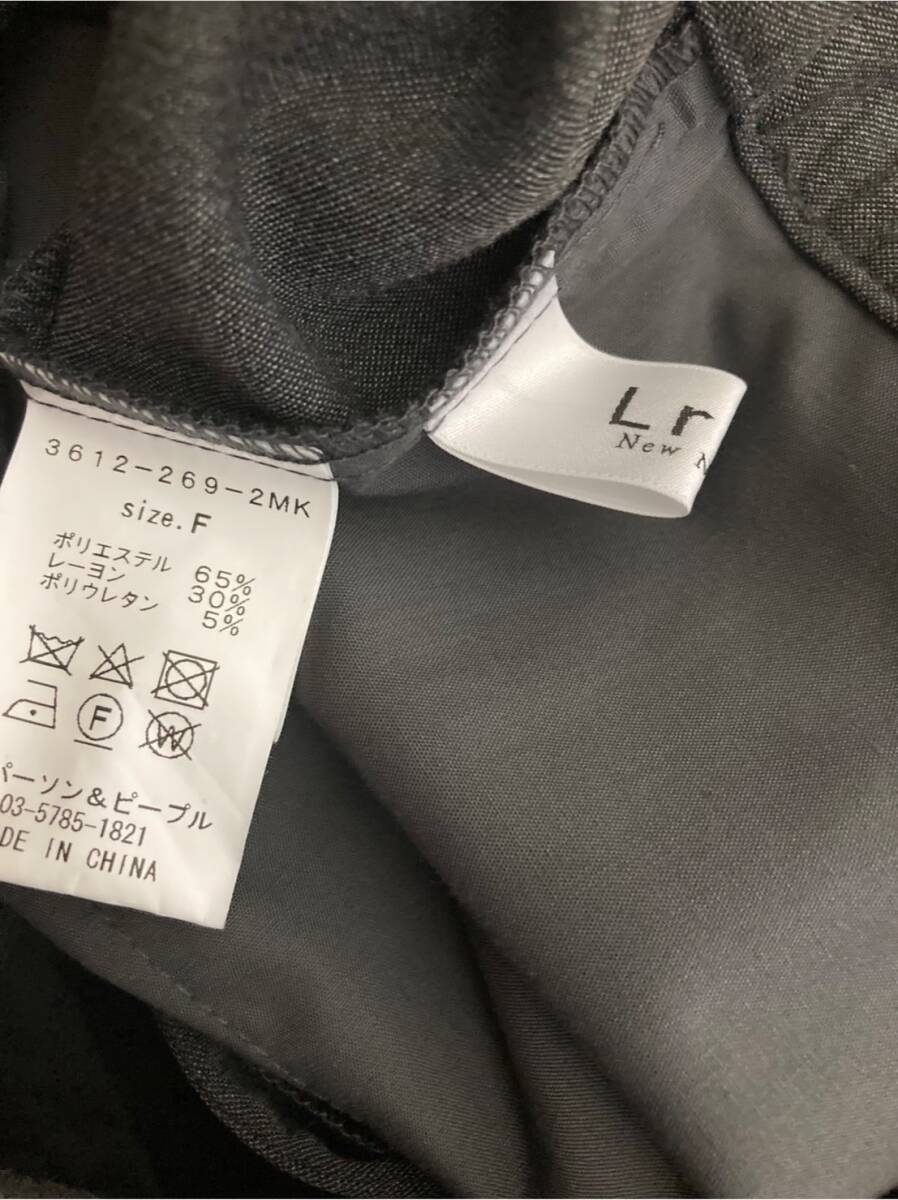 3612-269-2MK
size.F
ポリエステル 65%
レーヨン 30%
ポリウレタン 5%
F
W
パーソン&ピープル
03-5785-1821
DE IN CHINA
Lr
New